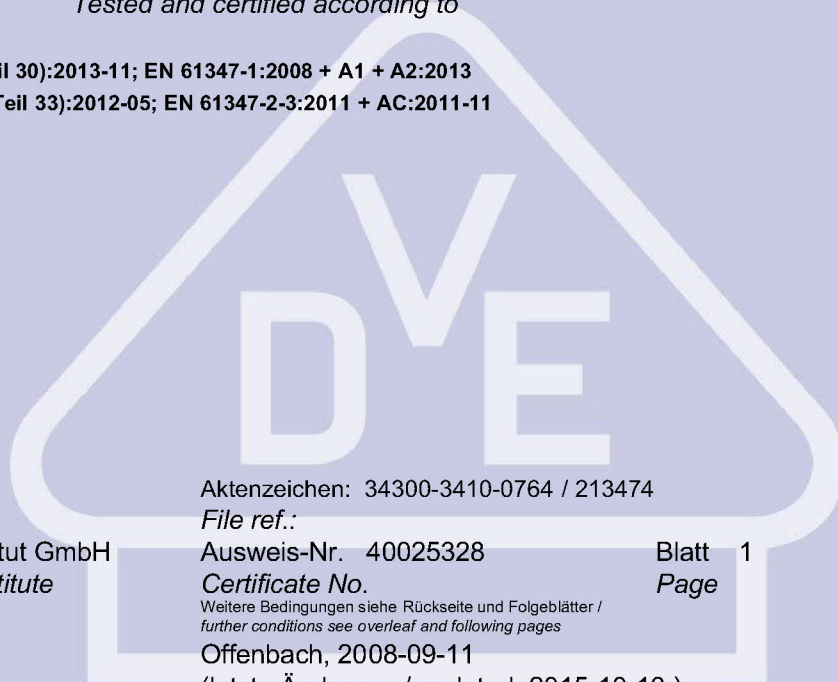 Tested and certified according to
il 30):2013-11; EN 61347-1:2008 + A1 + A2:2013
Teil 33):2012-05; EN 61347-2-3:2011 + AC:2011-11
V
D E
Aktenzeichen: 34300-3410-0764 / 213474
File ref.:
tut GmbH Ausweis-Nr. 40025328 Blatt 1
titute Certificate No. Page
Weitere Bedingungen siehe Rückseite und Folgeblätter /
further conditions see overleaf and following pages
Offenbach, 2008-09-11